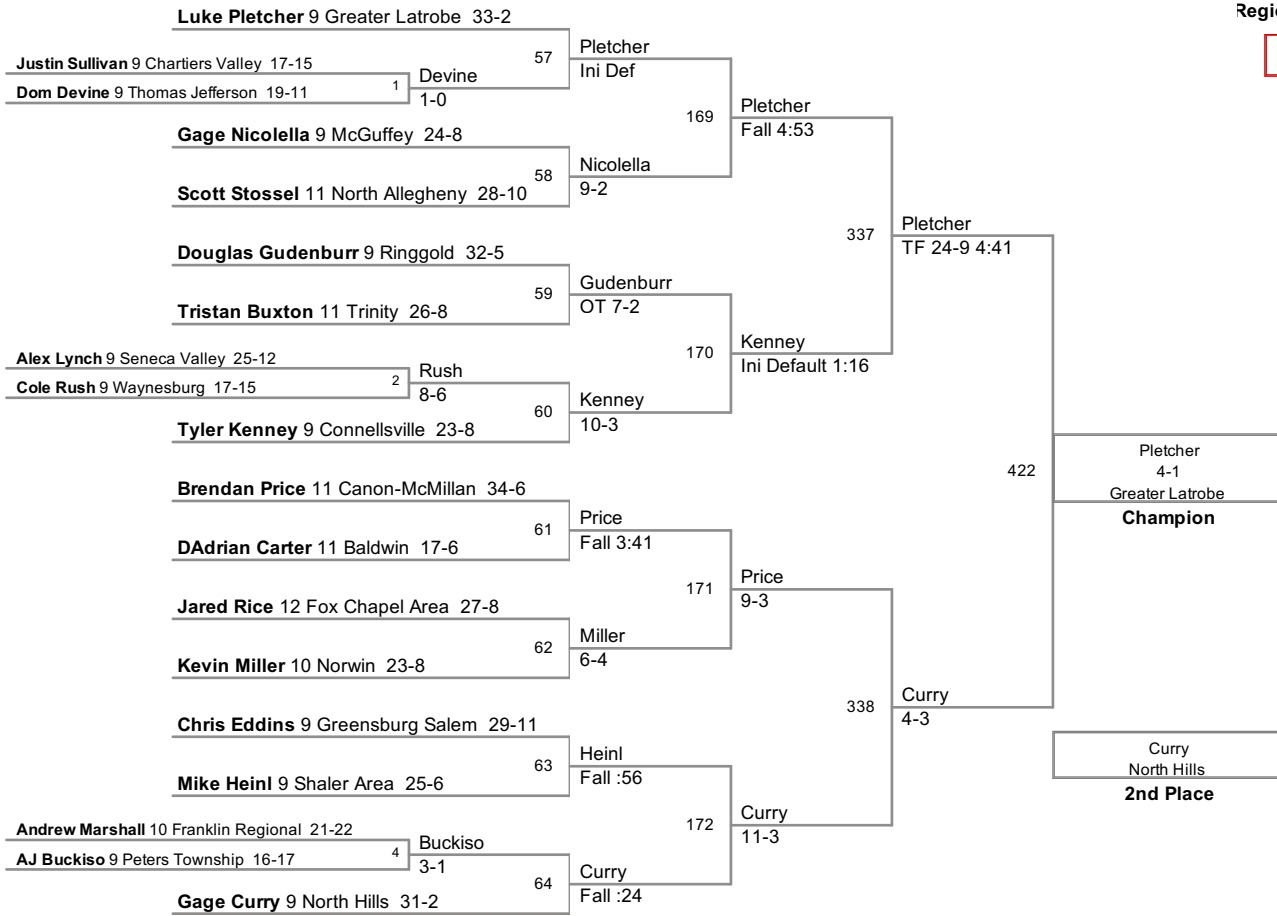 Regi
Luke Pletcher 9 Greater Latrobe 33-2
57
Pletcher
Ini Def
Justin Sullivan 9 Chartiers Valley 17-15
1
Devine
1-0
Dom Devine 9 Thomas Jefferson 19-11
169
Pletcher
Fall 4:53
Gage Nicolella 9 McGuffey 24-8
58
Nicolella
9-2
Scott Stossel 11 North Allegheny 28-10
337
Pletcher
TF 24-9 4:41
Douglas Gudenburr 9 Ringgold 32-5
59
Gudenburr
OT 7-2
Tristan Buxton 11 Trinity 26-8
170
Kenney
Ini Default 1:16
Alex Lynch 9 Seneca Valley 25-12
2
Rush
8-6
Cole Rush 9 Waynesburg 17-15
60
Kenney
10-3
Tyler Kenney 9 Connellsville 23-8
422
Pletcher
4-1
Greater Latrobe
Champion
Brendan Price 11 Canon-McMillan 34-6
61
Price
Fall 3:41
DAdrian Carter 11 Baldwin 17-6
171
Price
9-3
Jared Rice 12 Fox Chapel Area 27-8
62
Miller
6-4
Kevin Miller 10 Norwin 23-8
338
Curry
4-3
Chris Eddins 9 Greensburg Salem 29-11
63
Heinl
Fall :56
Mike Heinl 9 Shaler Area 25-6
Curry
North Hills
2nd Place
172
Curry
11-3
Andrew Marshall 10 Franklin Regional 21-22
4
Buckiso
3-1
AJ Buckiso 9 Peters Township 16-17
64
Curry
Fall :24
Gage Curry 9 North Hills 31-2